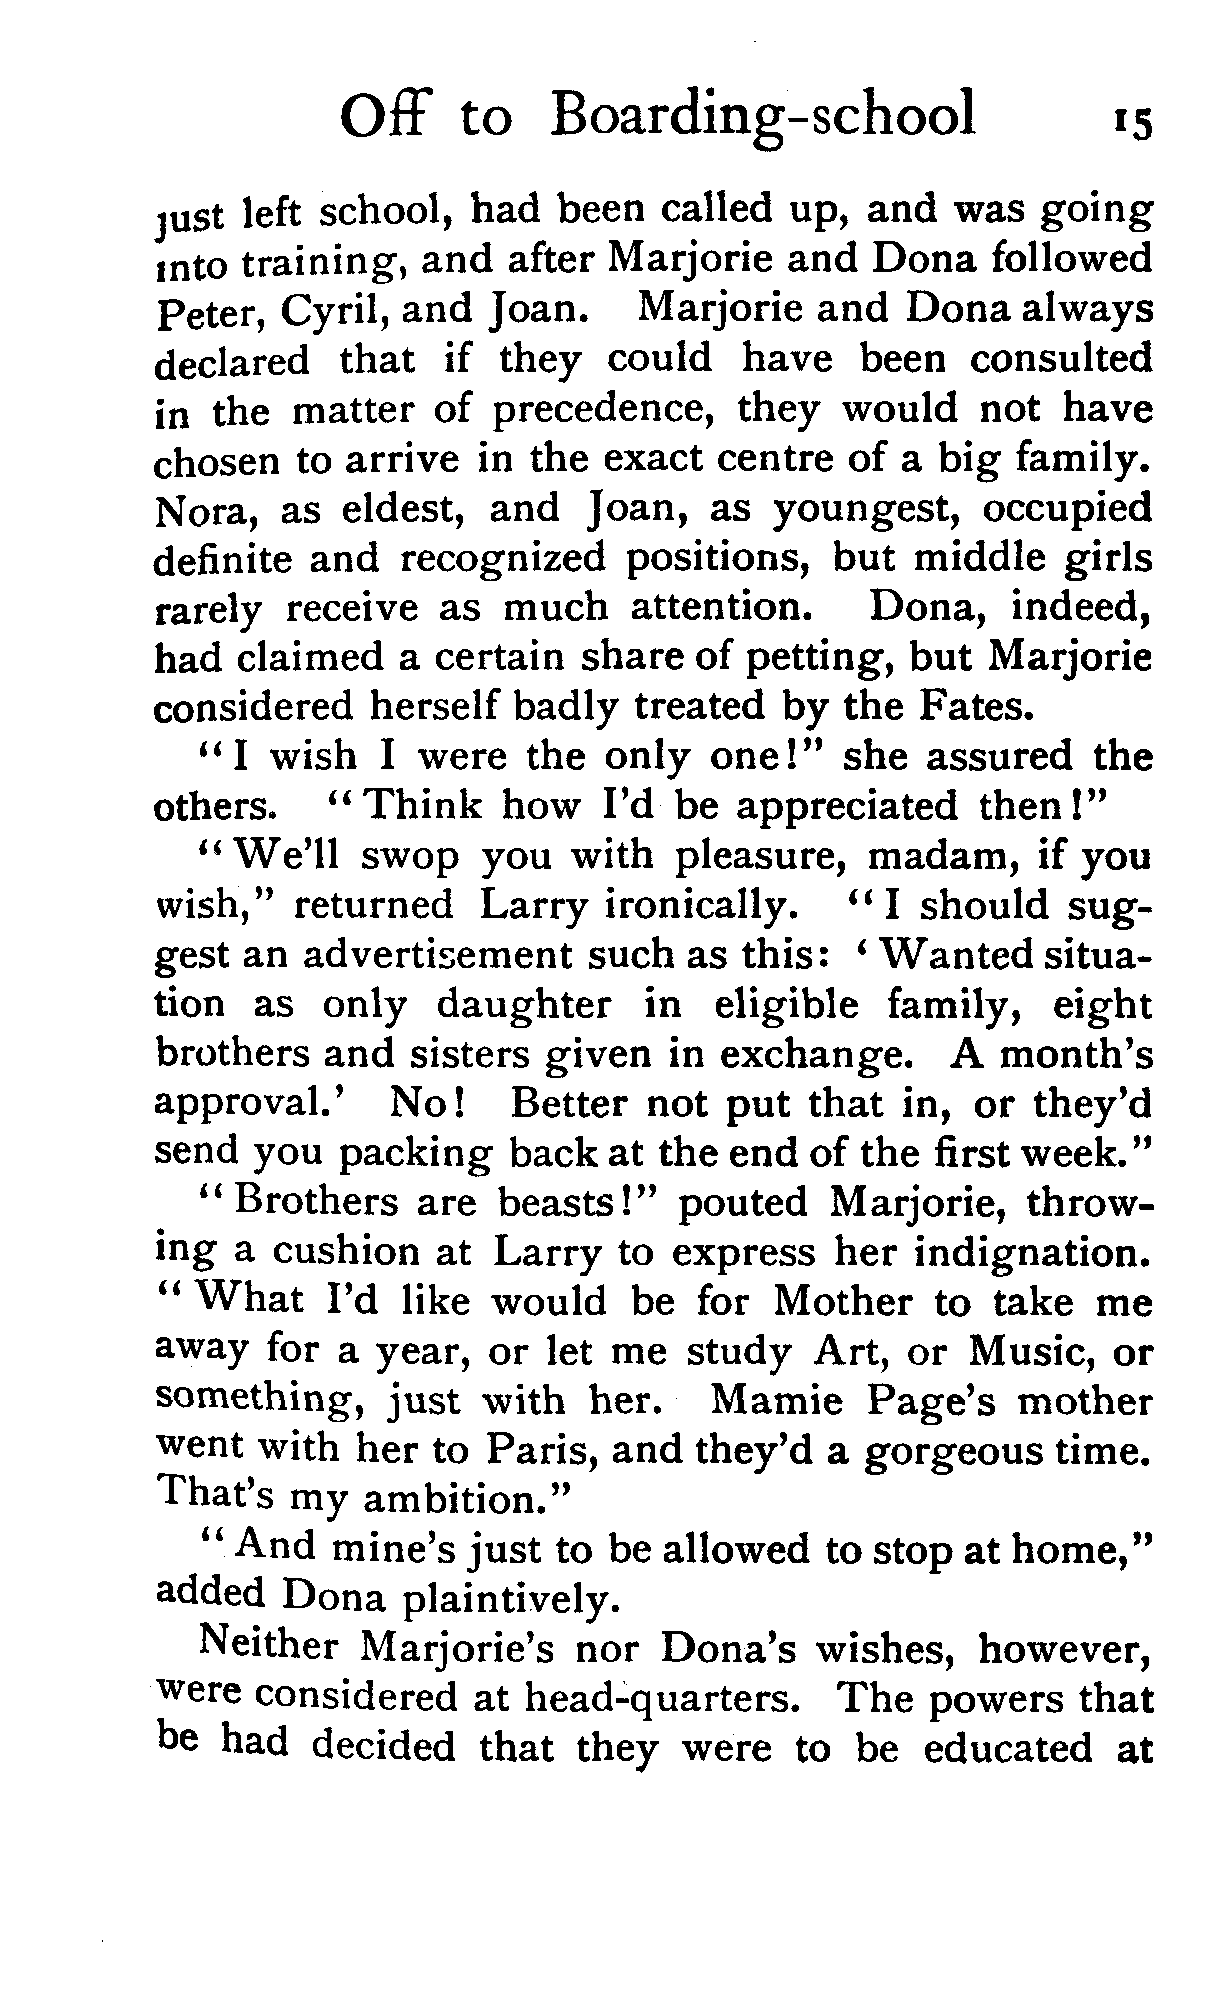 Off to Boarding-school 15
just left school, had been called up, and was going
into training, and after Marjorie and Dona followed
Peter, Cyril, and Joan. Marjorie and Dona always
declared that if they could have been consulted
in the matter of precedence, they would not have
chosen to arrive in the exact centre of a big family.
Nora, as eldest, and Joan, as youngest, occupied
definite and recognized positions, but middle girls
rarely receive as much attention. Dona, indeed,
had claimed a certain share of petting, but Marjorie
considered herself badly treated by the Fates.
“I wish I were the only one!” she assured the
others. “Think how I’d be appreciated then!”
“We’ll swop you with pleasure, madam, if you
wish,” returned Larry ironically. “I should sug-
gest an advertisement such as this: ‘Wanted situa-
tion as only daughter in eligible family, eight
brothers and sisters given in exchange. A month’s
approval.’ No! Better not put that in, or they’d
send you packing back at the end of the first week.”
“Brothers are beasts!” pouted Marjorie, throw-
ing a cushion at Larry to express her indignation.
“What I’d like would be for Mother to take me
away for a year, or let me study Art, or Music, or
something, just with her. Mamie Page’s mother
went with her to Paris, and they’d a gorgeous time.
That’s my ambition.”
“And mine’s just to be allowed to stop at home,”
added Dona plaintively.
Neither Marjorie’s nor Dona’s wishes, however,
were considered at head-quarters. The powers that
be had decided that they were to be educated at